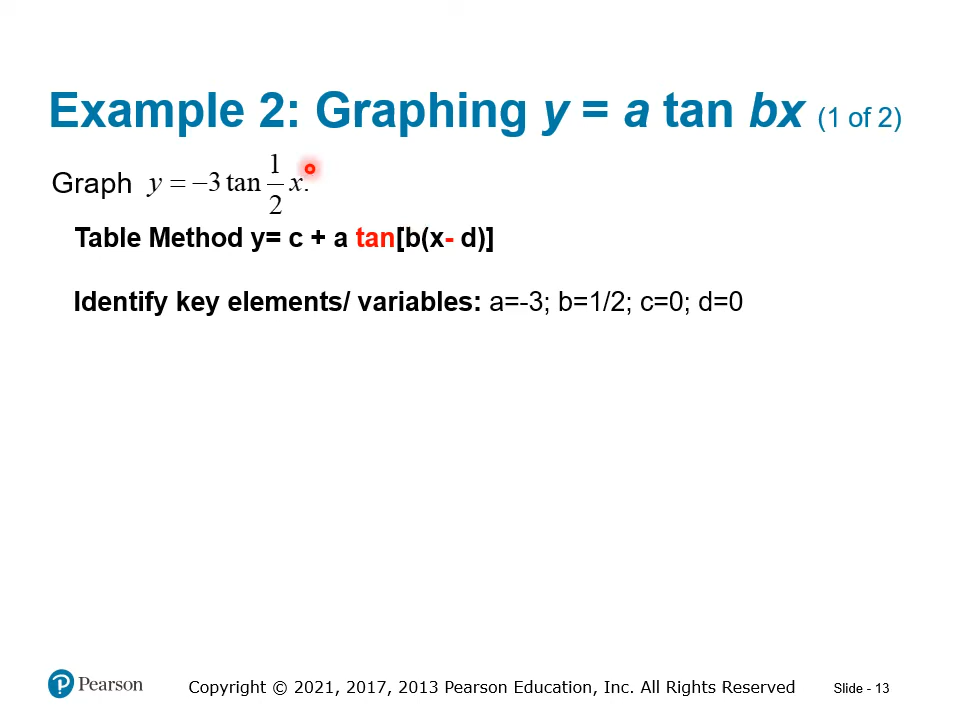 Example 2: Graphing y = a tan bx (1 of 2)
Graph y = −3 tan 1/2 x.
Table Method y= c + a tan[b(x- d)]
Identify key elements/ variables: a=-3; b=1/2; c=0; d=0
P Pearson
Copyright © 2021, 2017, 2013 Pearson Education, Inc. All Rights Reserved
Slide - 13